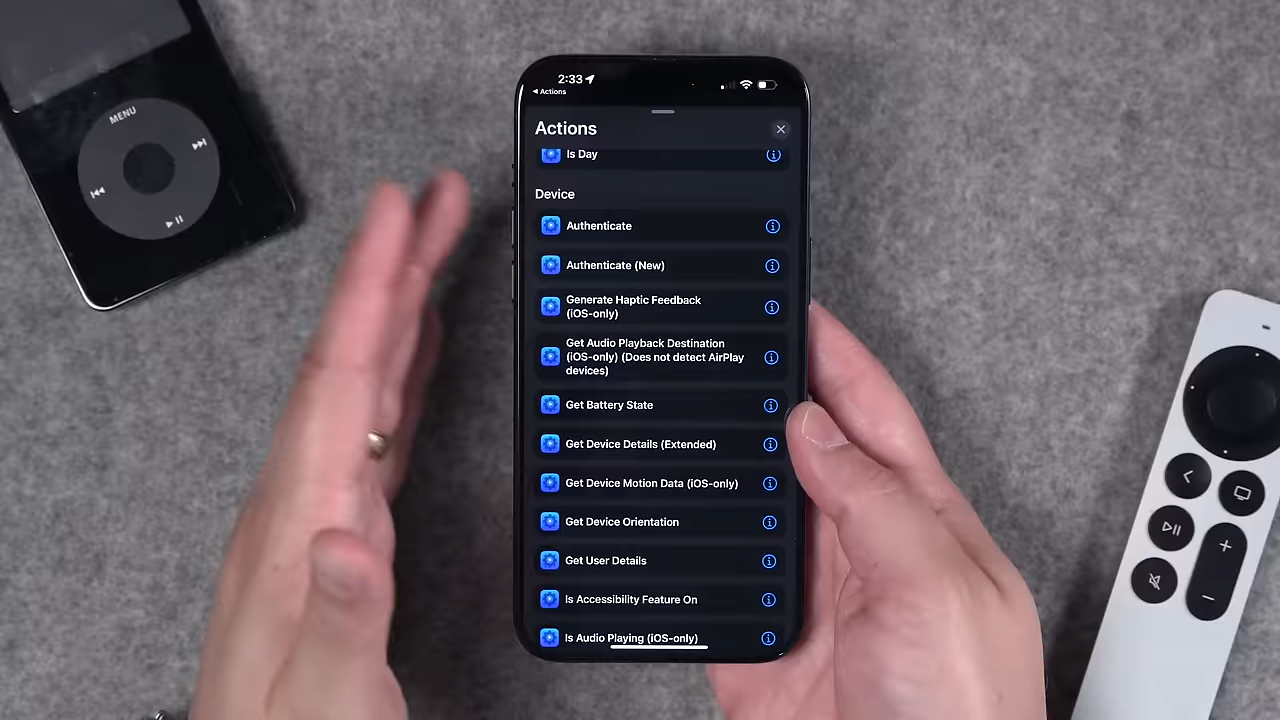 MENU
2:33
Actions
Actions
Is Day
Device
Authenticate
Authenticate (New)
Generate Haptic Feedback
(iOS-only)
Get Audio Playback Destination
(iOS-only) (Does not detect AirPlay
devices)
Get Battery State
Get Device Details (Extended)
Get Device Motion Data (iOS-only)
Get Device Orientation
Get User Details
Is Accessibility Feature On
Is Audio Playing (iOS-only)